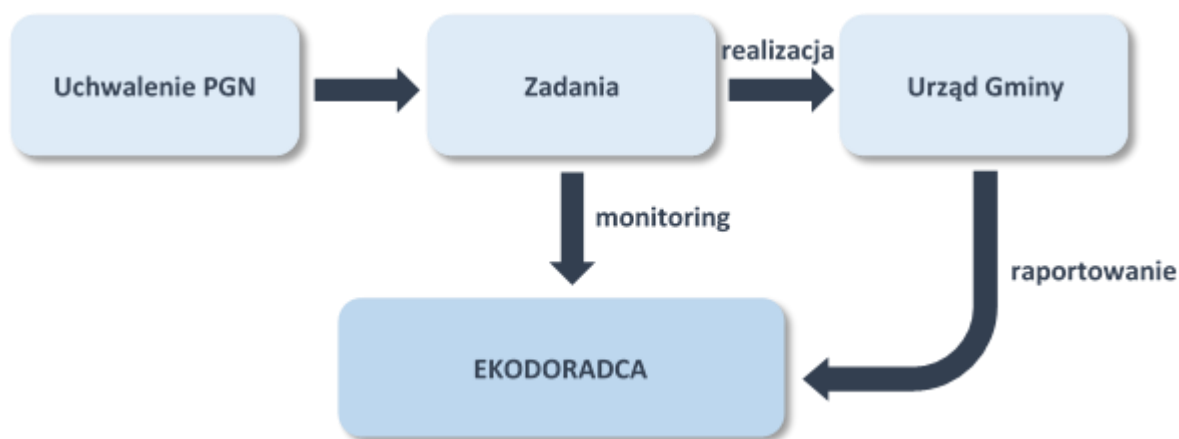 Uchwalenie PGN
Zadania
realizacja
Urząd Gminy
monitoring
raportowanie
EKODORADCA